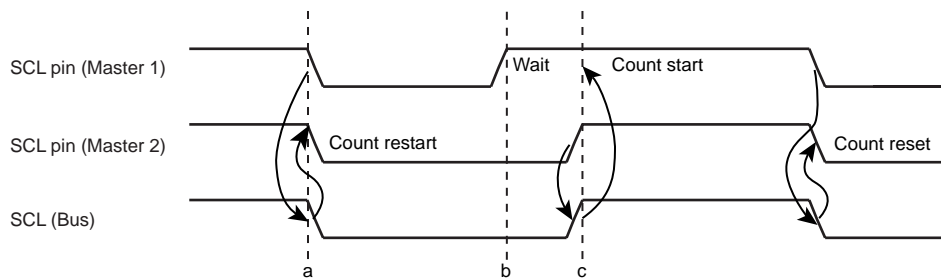 SCL pin (Master 1)
Wait
Count start
SCL pin (Master 2)
Count restart
Count reset
SCL (Bus)
a
b
c